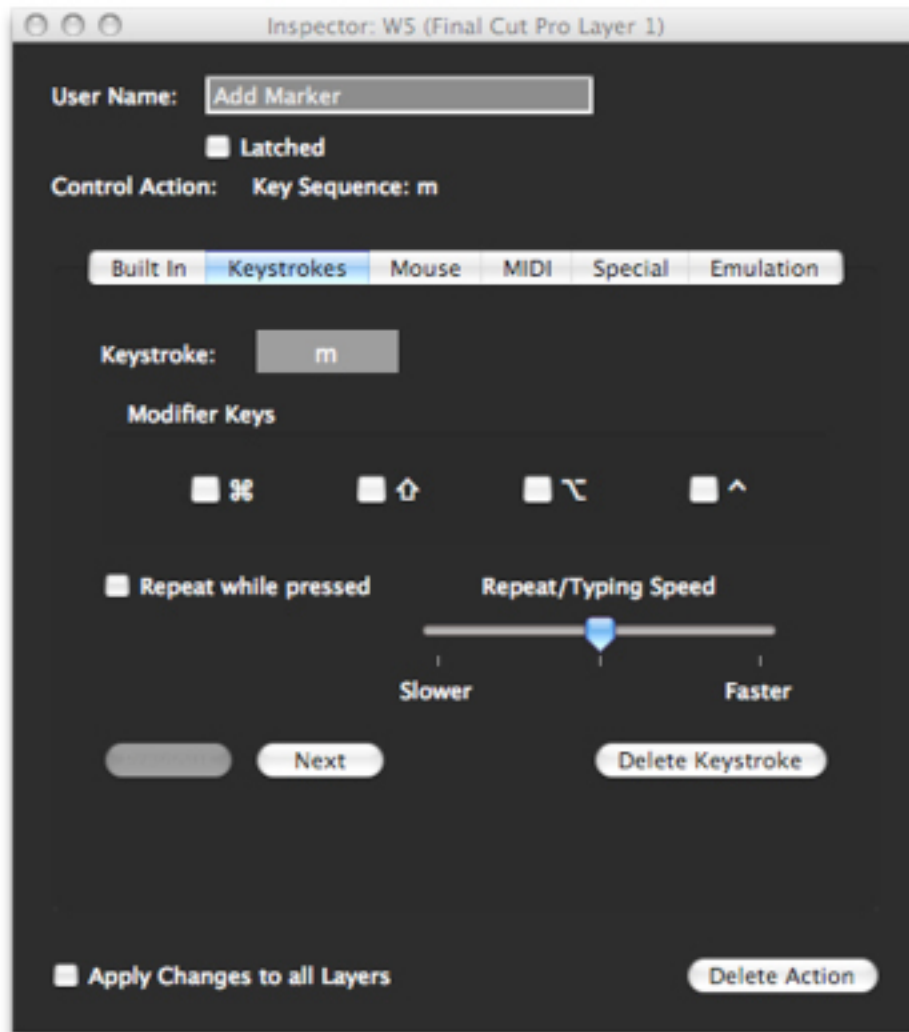 Inspector: W5 (Final Cut Pro Layer 1)
User Name: Add Marker
Latched
Control Action: Key Sequence: m
Built In Keystrokes Mouse MIDI Special Emulation
Keystroke: m
Modifier Keys
⌘ ⇧ ⌥ ^
Repeat while pressed Repeat/Typing Speed
Slower Faster
Next Delete Keystroke
Apply Changes to all Layers Delete Action